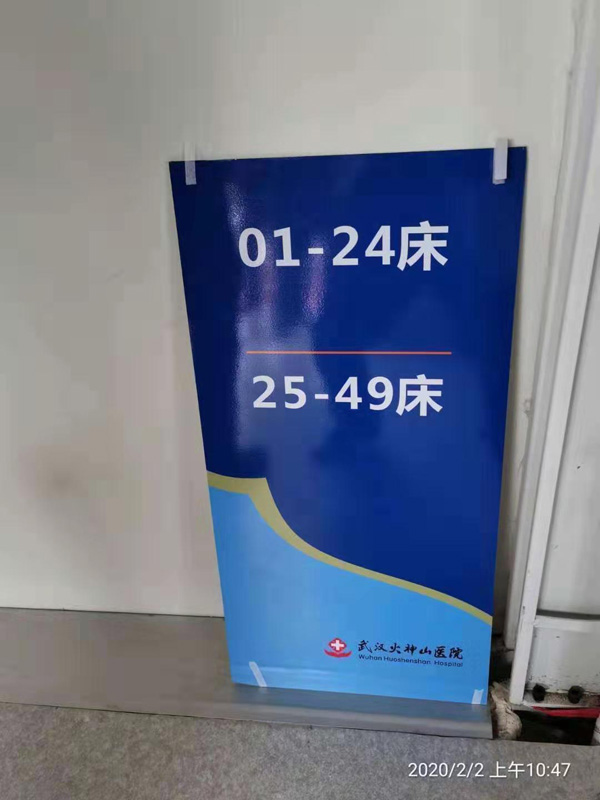 01-24床
25-49床
武汉火神山医院
Wuhan Huoshenshan Hospital
2020/2/2 上午10:47